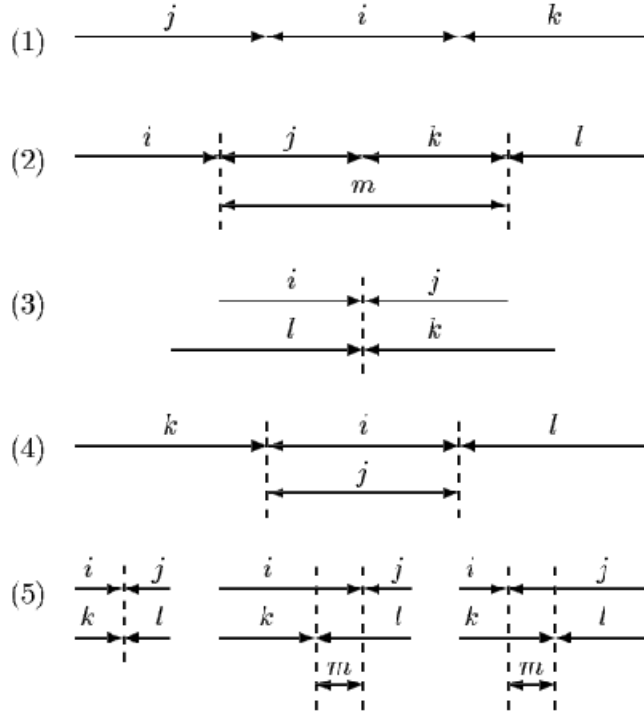 j i k
(1)
i j k l
(2)
m
i j
(3)
l k
k i l
(4)
j
i j i j i j
(5)
k l k l k l
m m